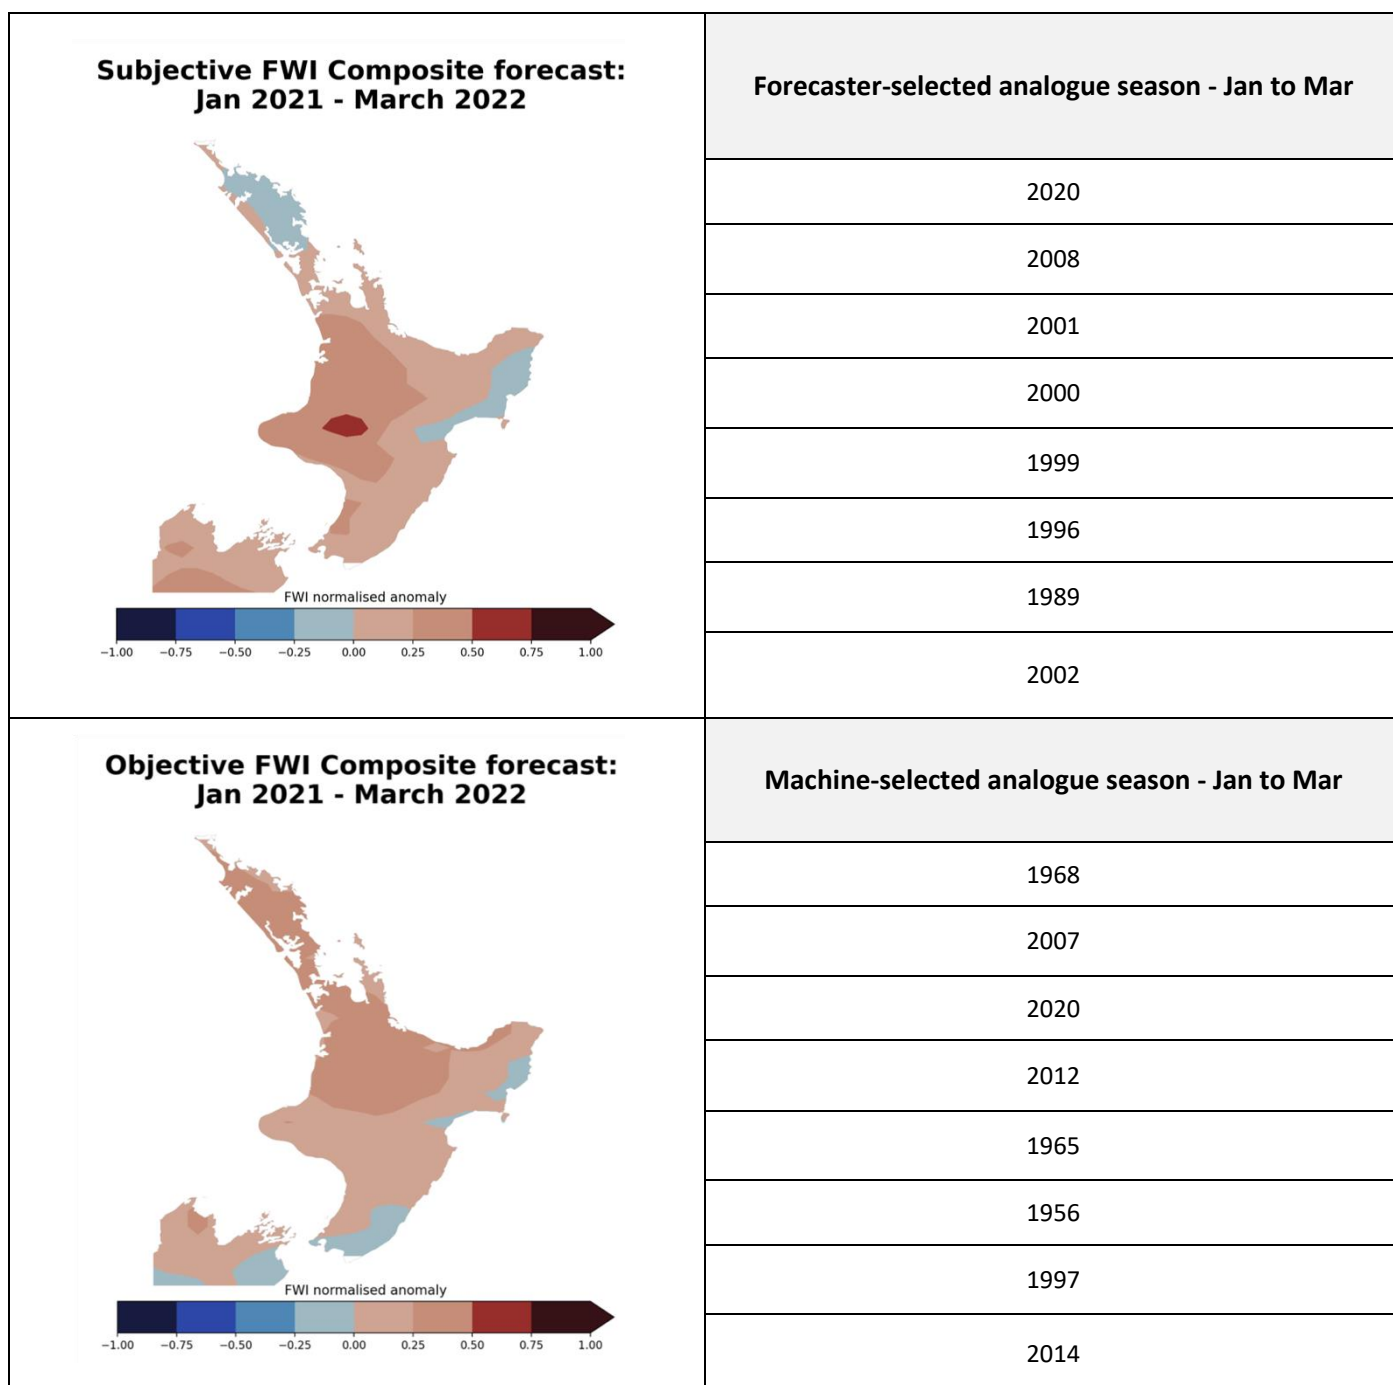 Subjective FWI Composite forecast:
Jan 2021 - March 2022
FWI normalised anomaly
−1.00 −0.75 −0.50 −0.25 0.00 0.25 0.50 0.75 1.00
Forecaster-selected analogue season - Jan to Mar
2020
2008
2001
2000
1999
1996
1989
2002
Objective FWI Composite forecast:
Jan 2021 - March 2022
FWI normalised anomaly
−1.00 −0.75 −0.50 −0.25 0.00 0.25 0.50 0.75 1.00
Machine-selected analogue season - Jan to Mar
1968
2007
2020
2012
1965
1956
1997
2014